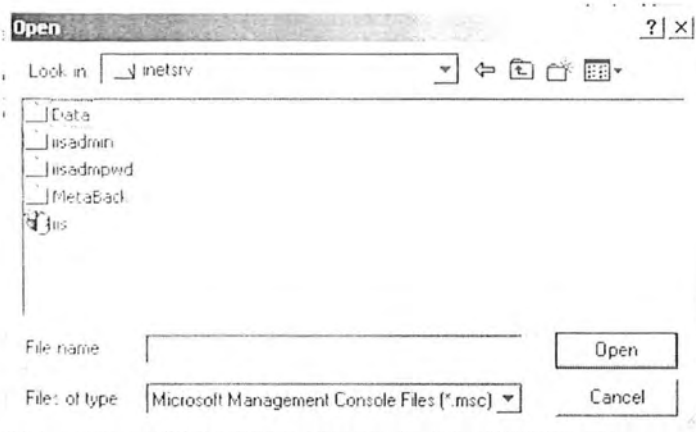 Open
Look in inetsrv
Data
iisadmin
iisadmpwd
MetaBack
iis
File name
Open
Files of type Microsoft Management Console Files (*.msc)
Cancel